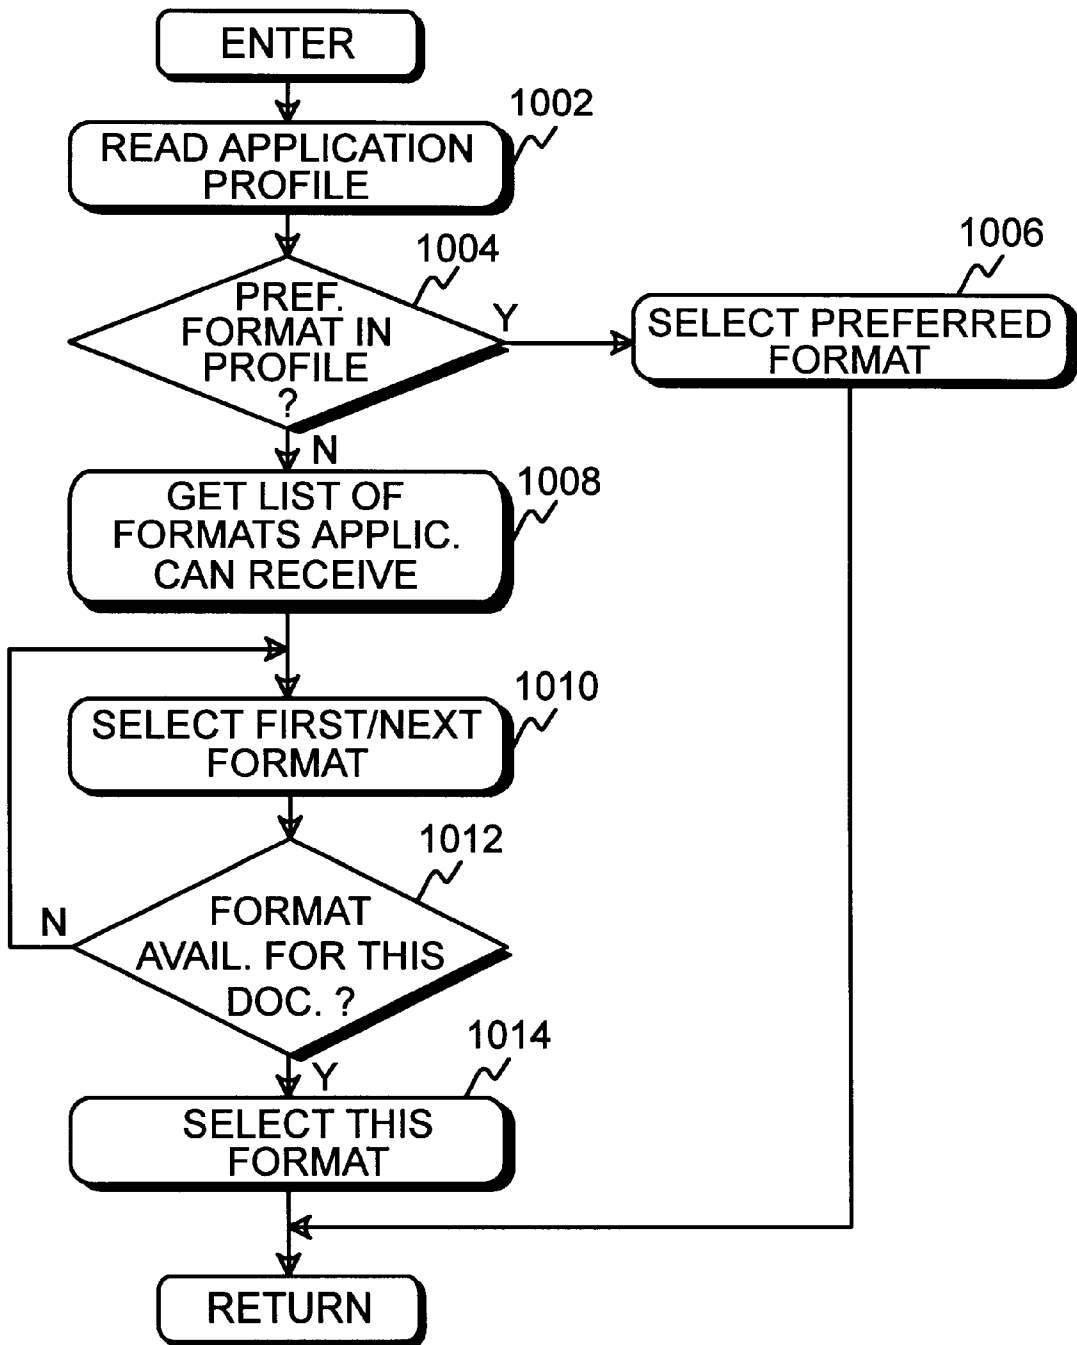 ENTER
1002
READ APPLICATION
PROFILE
1004
PREF.
FORMAT IN
PROFILE
?
Y
1006
SELECT PREFERRED
FORMAT
N
1008
GET LIST OF
FORMATS APPLIC.
CAN RECEIVE
1010
SELECT FIRST/NEXT
FORMAT
1012
FORMAT
AVAIL. FOR THIS
DOC. ?
N
Y
1014
SELECT THIS
FORMAT
RETURN